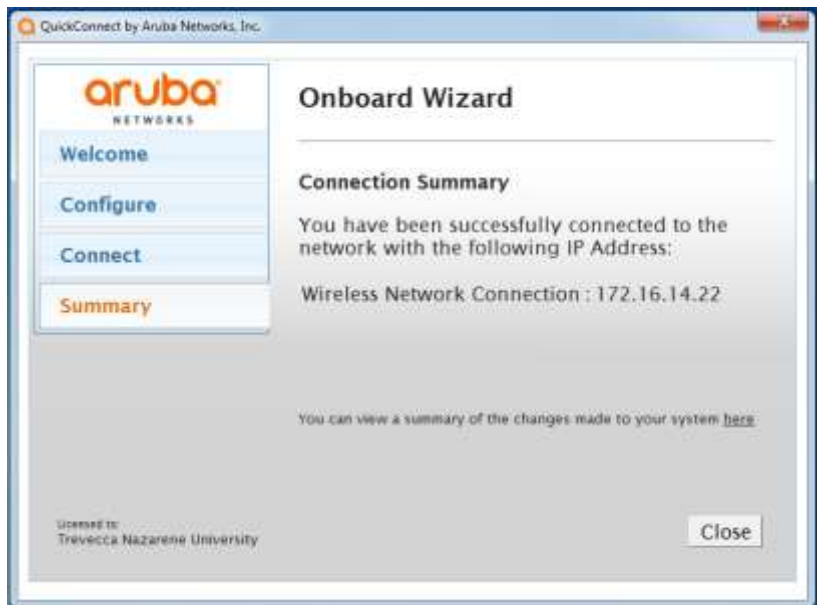 QuickConnect by Aruba Networks, Inc.
aruba
NETWORKS
Welcome
Configure
Connect
Summary
Onboard Wizard
Connection Summary
You have been successfully connected to the
network with the following IP Address:
Wireless Network Connection : 172.16.14.22
You can view a summary of the changes made to your system here
Licensed to:
Trevecca Nazarene University
Close